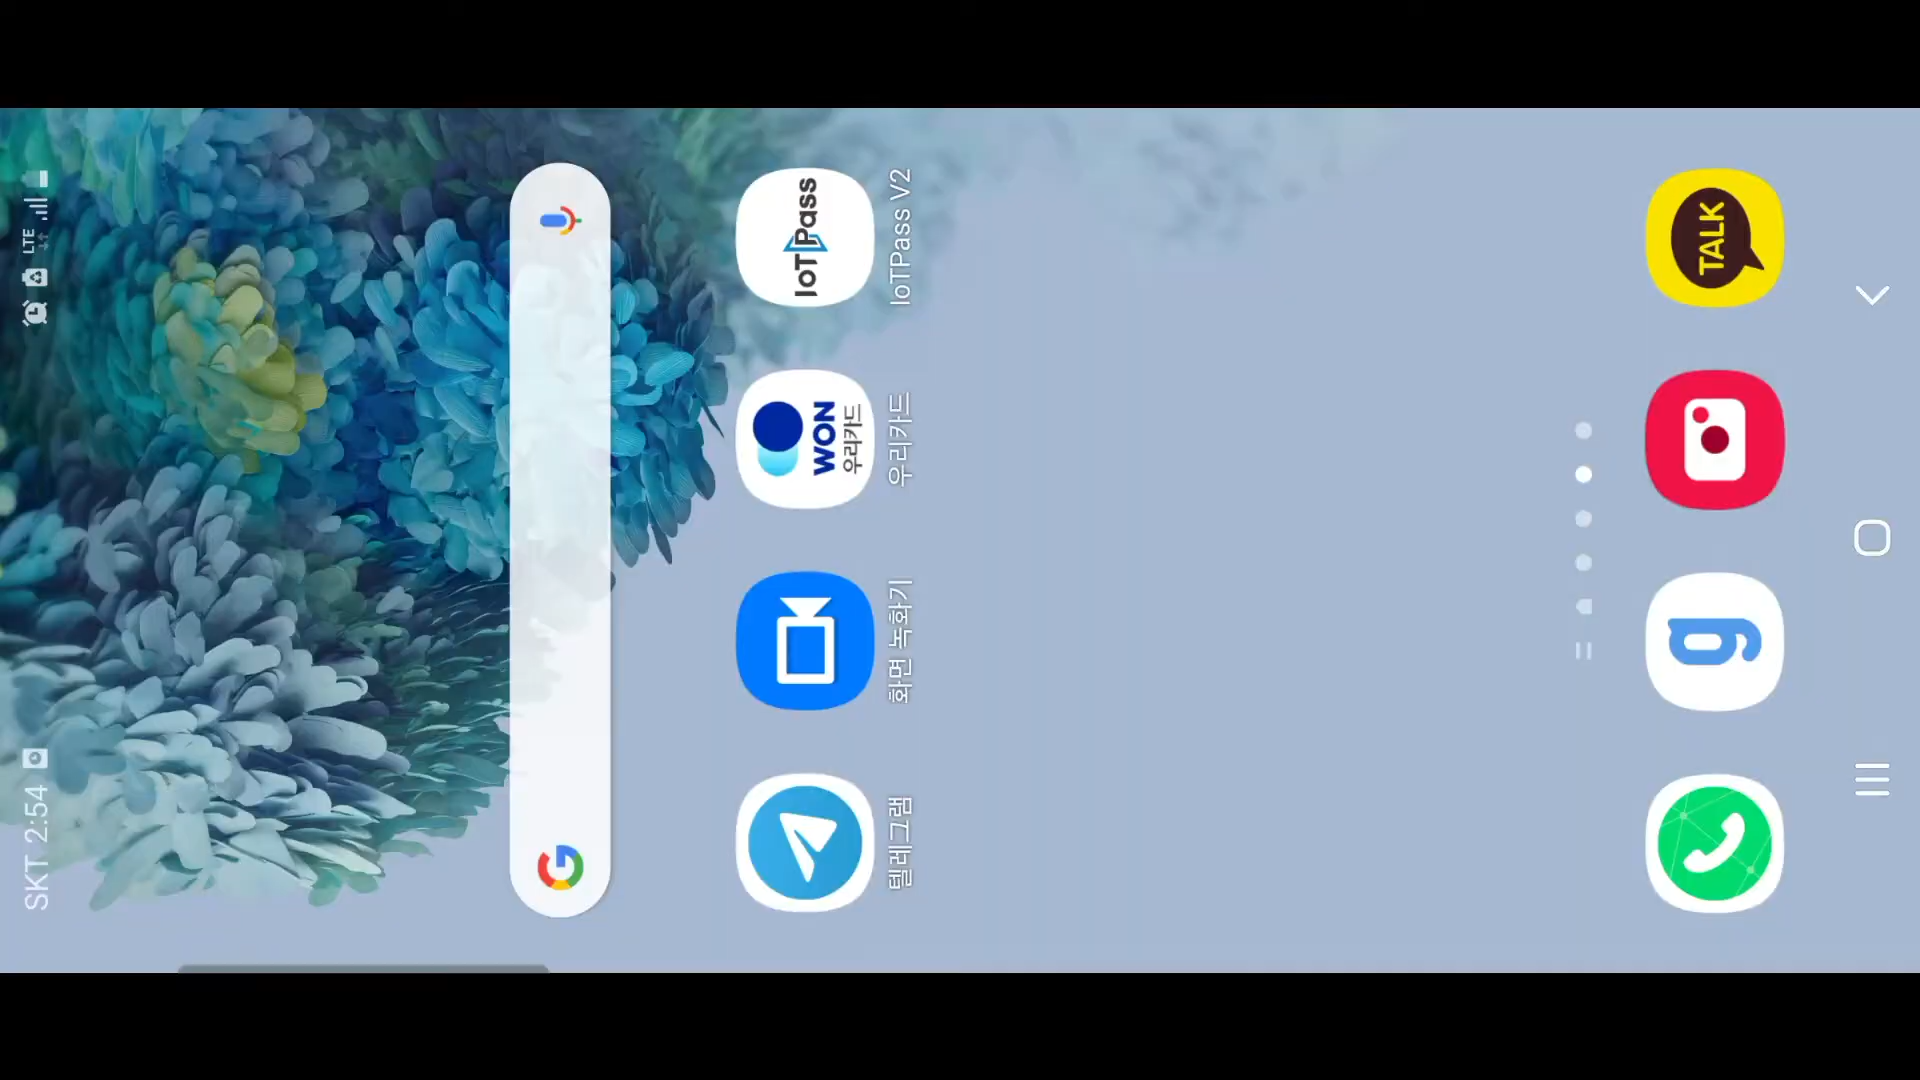 SKT 2:54
LTE
텔레그램
화면 녹화기
WON
우리카드
우리카드
IoTPass
IoTPass V2
g
TALK